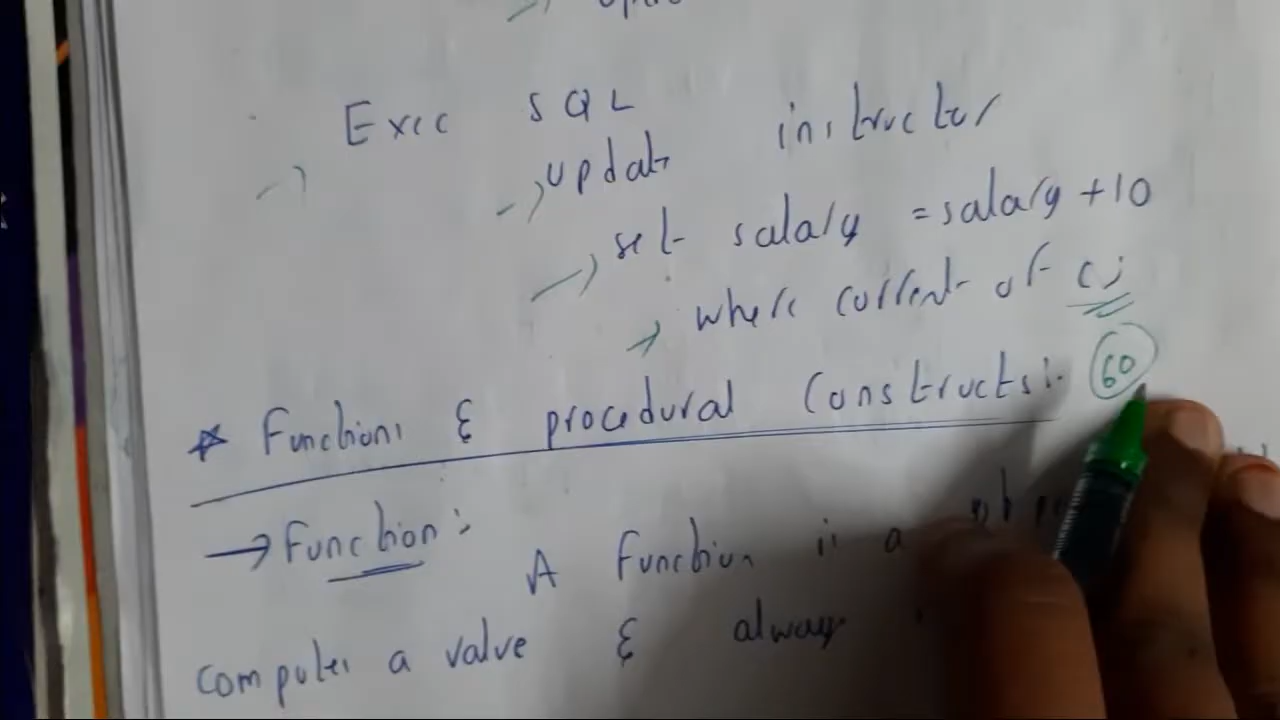 Exec SQL
update instructor
set salary = salary + 10
where current of c;
* Functions & procedural Constructs:- 60
→ Function:
A function is a
computes a value & always